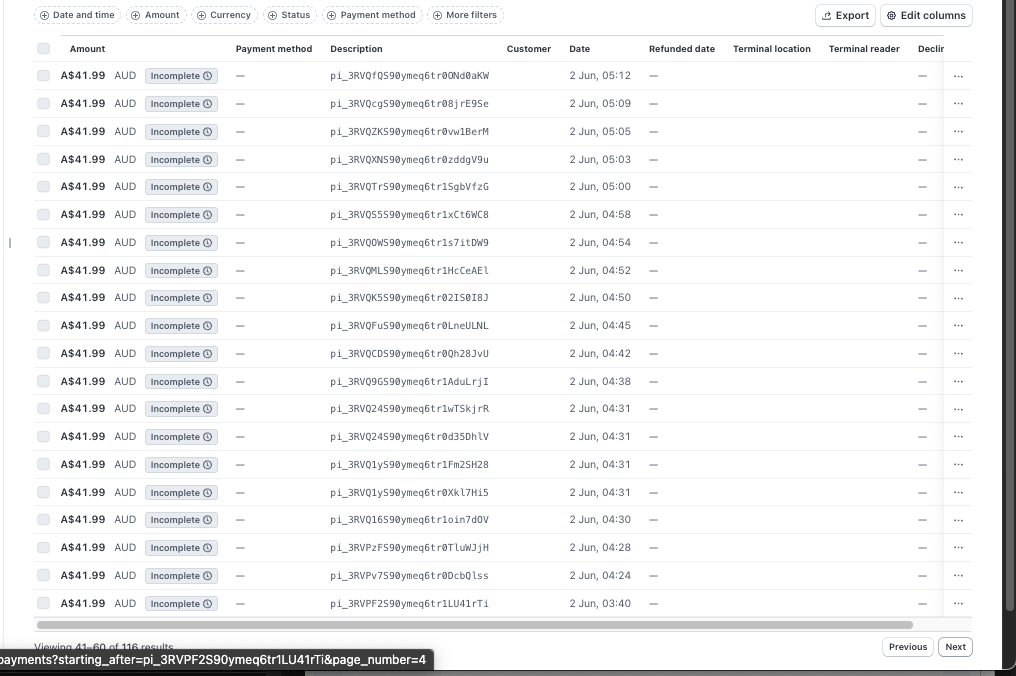 Date and time Amount Currency Status Payment method More filters Export Edit columns
Amount Payment method Description Customer Date Refunded date Terminal location Terminal reader Declin
A$41.99 AUD Incomplete — pi_3RVQfQS90ymeq6tr0ONd0aKW 2 Jun, 05:12 — — ...
A$41.99 AUD Incomplete — pi_3RVQcgS90ymeq6tr08jrE9Se 2 Jun, 05:09 — — ...
A$41.99 AUD Incomplete — pi_3RVQZKS90ymeq6tr0vw1BerM 2 Jun, 05:05 — — ...
A$41.99 AUD Incomplete — pi_3RVQXNS90ymeq6tr0zddgV9u 2 Jun, 05:03 — — ...
A$41.99 AUD Incomplete — pi_3RVQTrS90ymeq6tr1SgbVfzG 2 Jun, 05:00 — — ...
A$41.99 AUD Incomplete — pi_3RVQS5S90ymeq6tr1xCt6WC8 2 Jun, 04:58 — — ...
A$41.99 AUD Incomplete — pi_3RVQOWS90ymeq6tr1s7itDW9 2 Jun, 04:54 — — ...
A$41.99 AUD Incomplete — pi_3RVQMLS90ymeq6tr1HcCeAEl 2 Jun, 04:52 — — ...
A$41.99 AUD Incomplete — pi_3RVQK5S90ymeq6tr02IS0I8J 2 Jun, 04:50 — — ...
A$41.99 AUD Incomplete — pi_3RVQFuS90ymeq6tr0LneULNL 2 Jun, 04:45 — — ...
A$41.99 AUD Incomplete — pi_3RVQCDS90ymeq6tr0Qh28JvU 2 Jun, 04:42 — — ...
A$41.99 AUD Incomplete — pi_3RVQ9GS90ymeq6tr1AduLrjI 2 Jun, 04:38 — — ...
A$41.99 AUD Incomplete — pi_3RVQ24S90ymeq6tr1wTSkjrR 2 Jun, 04:31 — — ...
A$41.99 AUD Incomplete — pi_3RVQ24S90ymeq6tr0d35DhlV 2 Jun, 04:31 — — ...
A$41.99 AUD Incomplete — pi_3RVQ1yS90ymeq6tr1Fm2SH28 2 Jun, 04:31 — — ...
A$41.99 AUD Incomplete — pi_3RVQ1yS90ymeq6tr0Xkl7Hi5 2 Jun, 04:31 — — ...
A$41.99 AUD Incomplete — pi_3RVQ16S90ymeq6tr1oin7dOV 2 Jun, 04:30 — — ...
A$41.99 AUD Incomplete — pi_3RVPzFS90ymeq6tr0TluWJjH 2 Jun, 04:28 — — ...
A$41.99 AUD Incomplete — pi_3RVPv7S90ymeq6tr0DcbQlss 2 Jun, 04:24 — — ...
A$41.99 AUD Incomplete — pi_3RVPF2S90ymeq6tr1LU41rTi 2 Jun, 03:40 — — ...
Viewing 41–60 of 116 results Previous Next
payments?starting_after=pi_3RVPF2S90ymeq6tr1LU41rTi&page_number=4